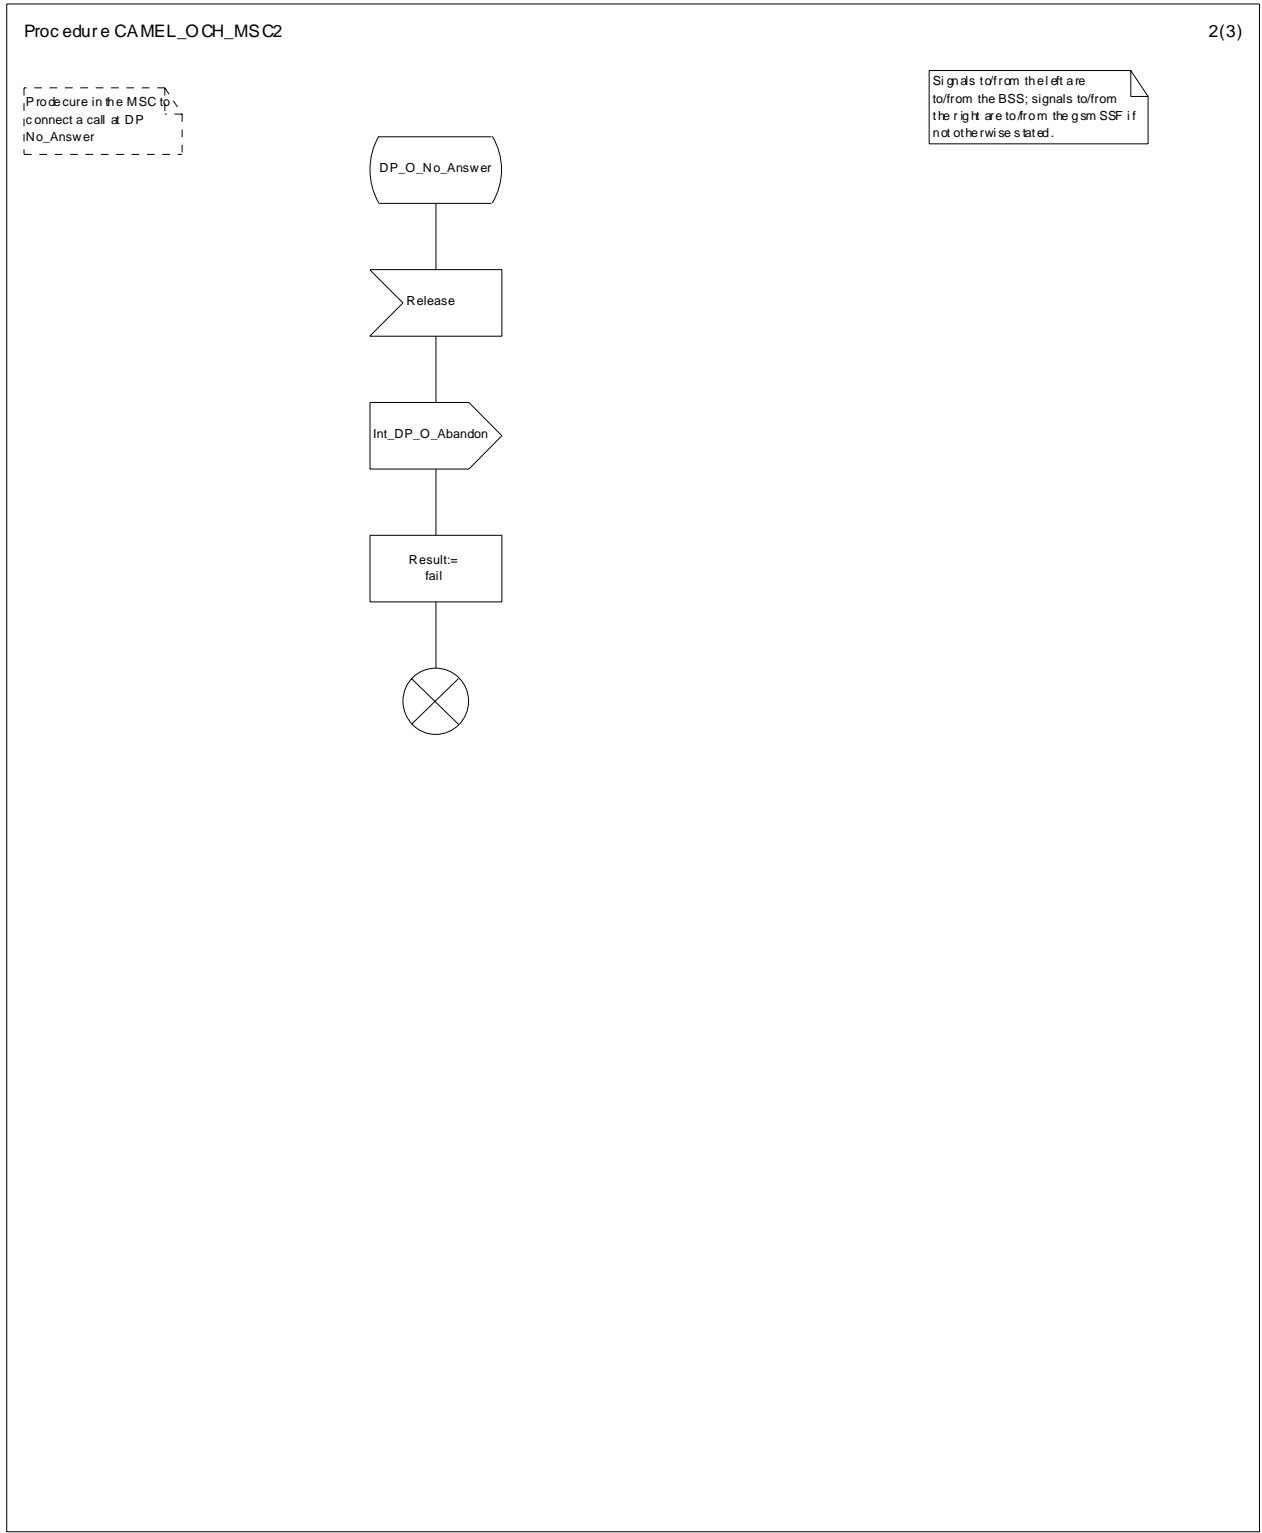 Procedure CAMEL_OCH_MSC2
2(3)
Prodecure in the MSC to
connect a call at DP
No_Answer
Signals to/from the left are
to/from the BSS; signals to/from
the right are to/from the gsmSSF if
not otherwise stated.
DP_O_No_Answer
Release
Int_DP_O_Abandon
Result:=
fail